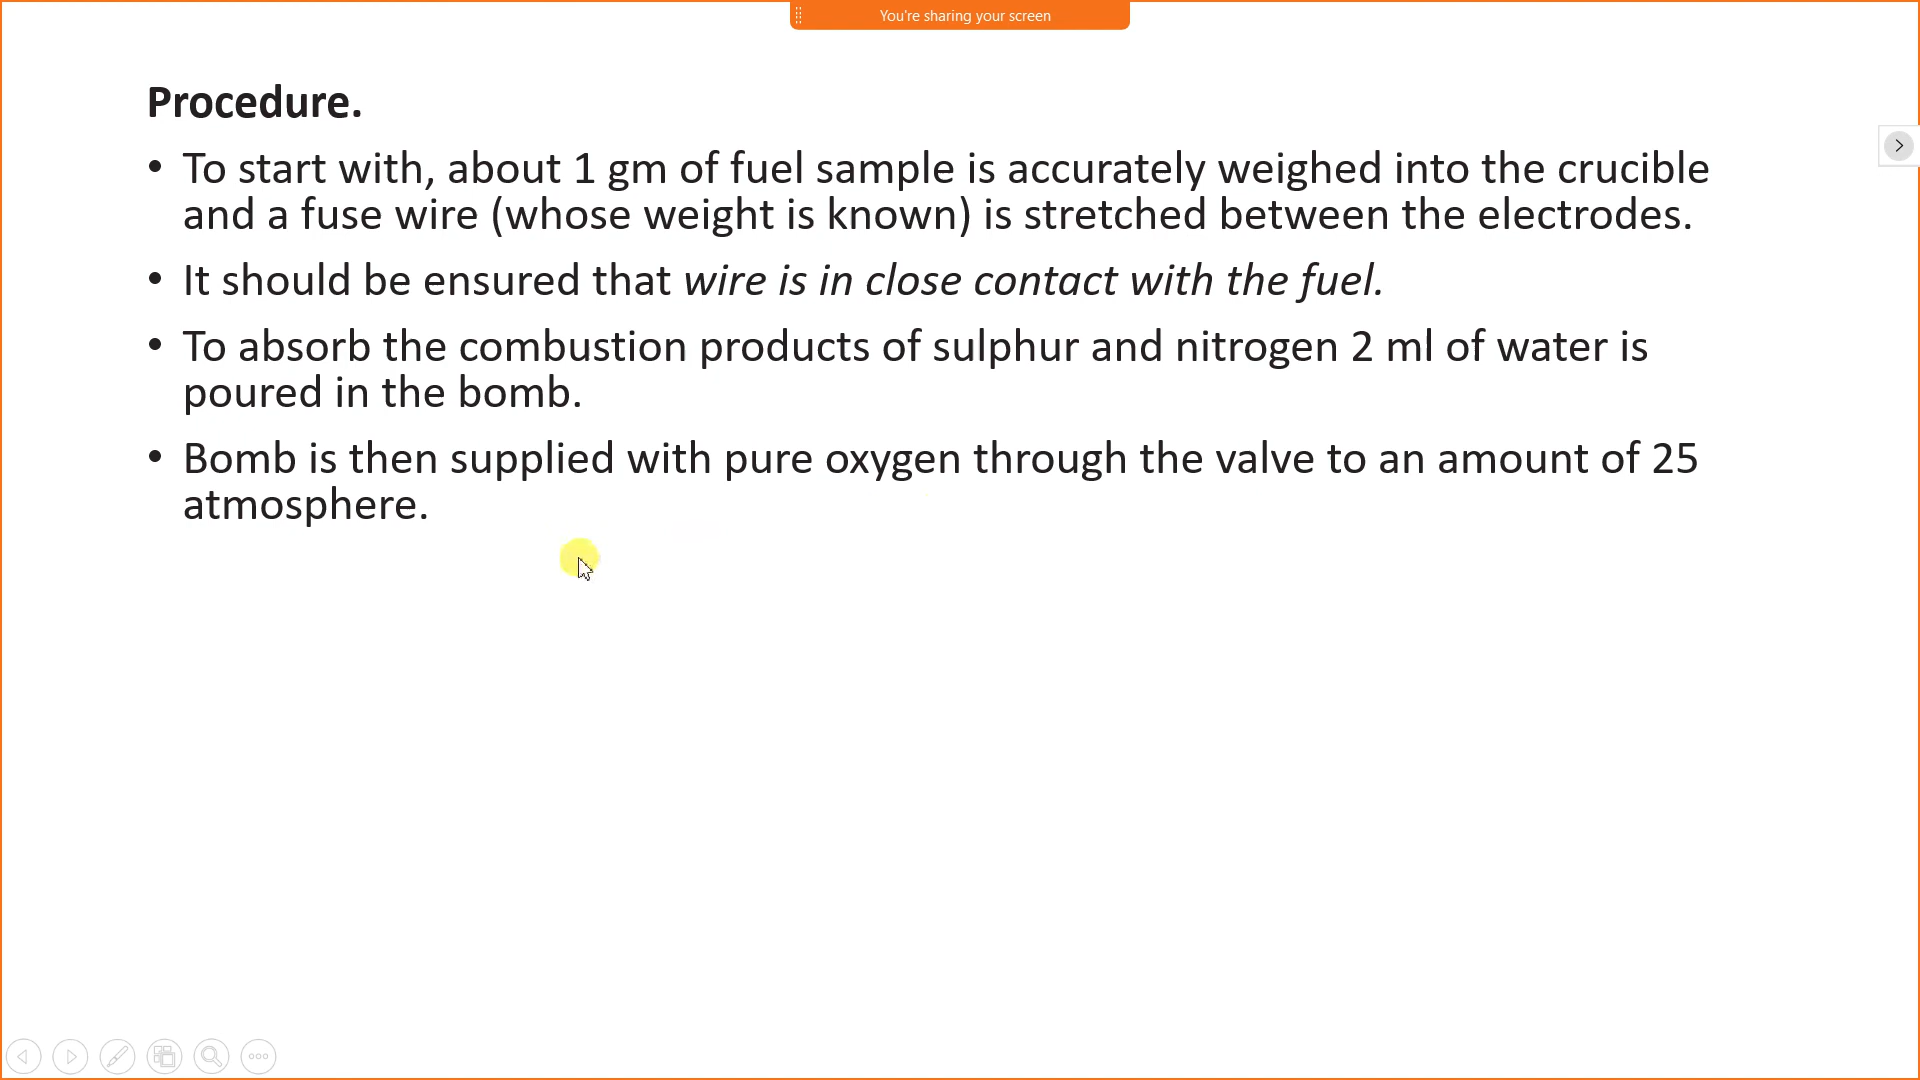 You're sharing your screen
Procedure.
• To start with, about 1 gm of fuel sample is accurately weighed into the crucible
and a fuse wire (whose weight is known) is stretched between the electrodes.
• It should be ensured that wire is in close contact with the fuel.
• To absorb the combustion products of sulphur and nitrogen 2 ml of water is
poured in the bomb.
• Bomb is then supplied with pure oxygen through the valve to an amount of 25
atmosphere.